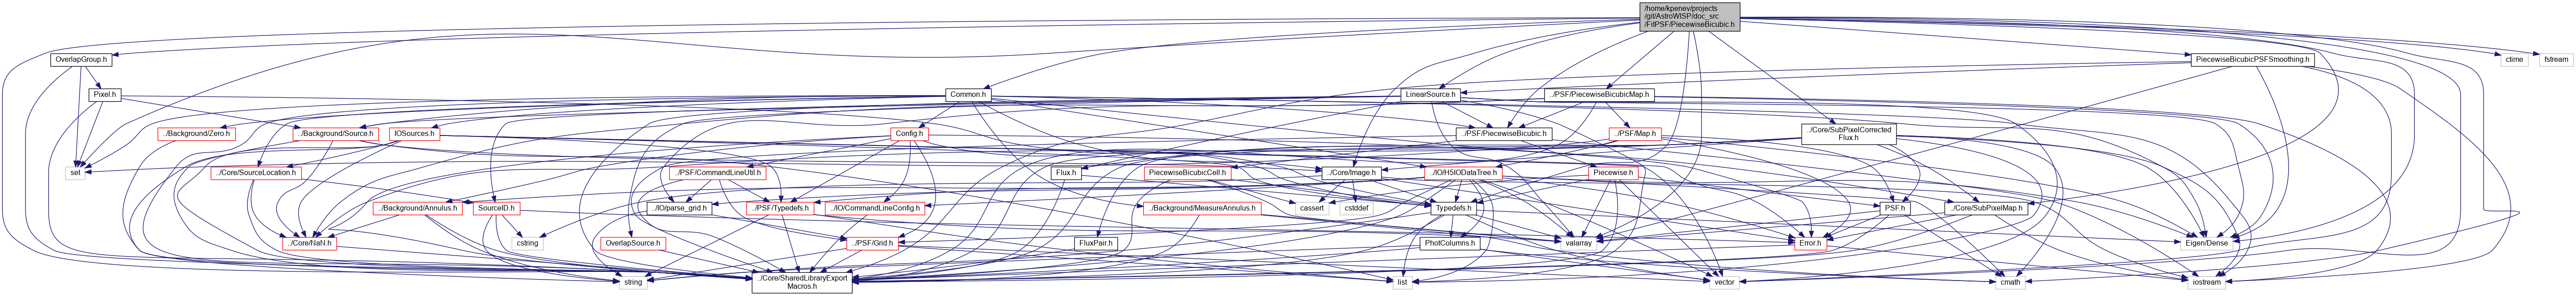 /home/kpenev/projects
/git/AstroWISP/doc_src
/FitPSF/PiecewiseBicubic.h
OverlapGroup.h
PiecewiseBicubicPSFSmoothing.h
ctime
fstream
Pixel.h
Common.h
LinearSource.h
../PSF/PiecewiseBicubicMap.h
../Background/Zero.h
../Background/Source.h
IOSources.h
Config.h
../PSF/PiecewiseBicubic.h
../PSF/Map.h
../Core/SubPixelCorrected
Flux.h
set
../Core/SourceLocation.h
../PSF/CommandLineUtil.h
Flux.h
PiecewiseBicubicCell.h
../Core/Image.h
../IO/H5IODataTree.h
Piecewise.h
../Background/Annulus.h
SourceID.h
../IO/parse_grid.h
../PSF/Typedefs.h
../IO/CommandLineConfig.h
../Background/MeasureAnnulus.h
cassert
cstddef
Typedefs.h
PSF.h
../Core/SubPixelMap.h
../Core/NaN.h
cstring
OverlapSource.h
../PSF/Grid.h
FluxPair.h
PhotColumns.h
valarray
Error.h
Eigen/Dense
string
../Core/SharedLibraryExport
Macros.h
list
vector
cmath
iostream